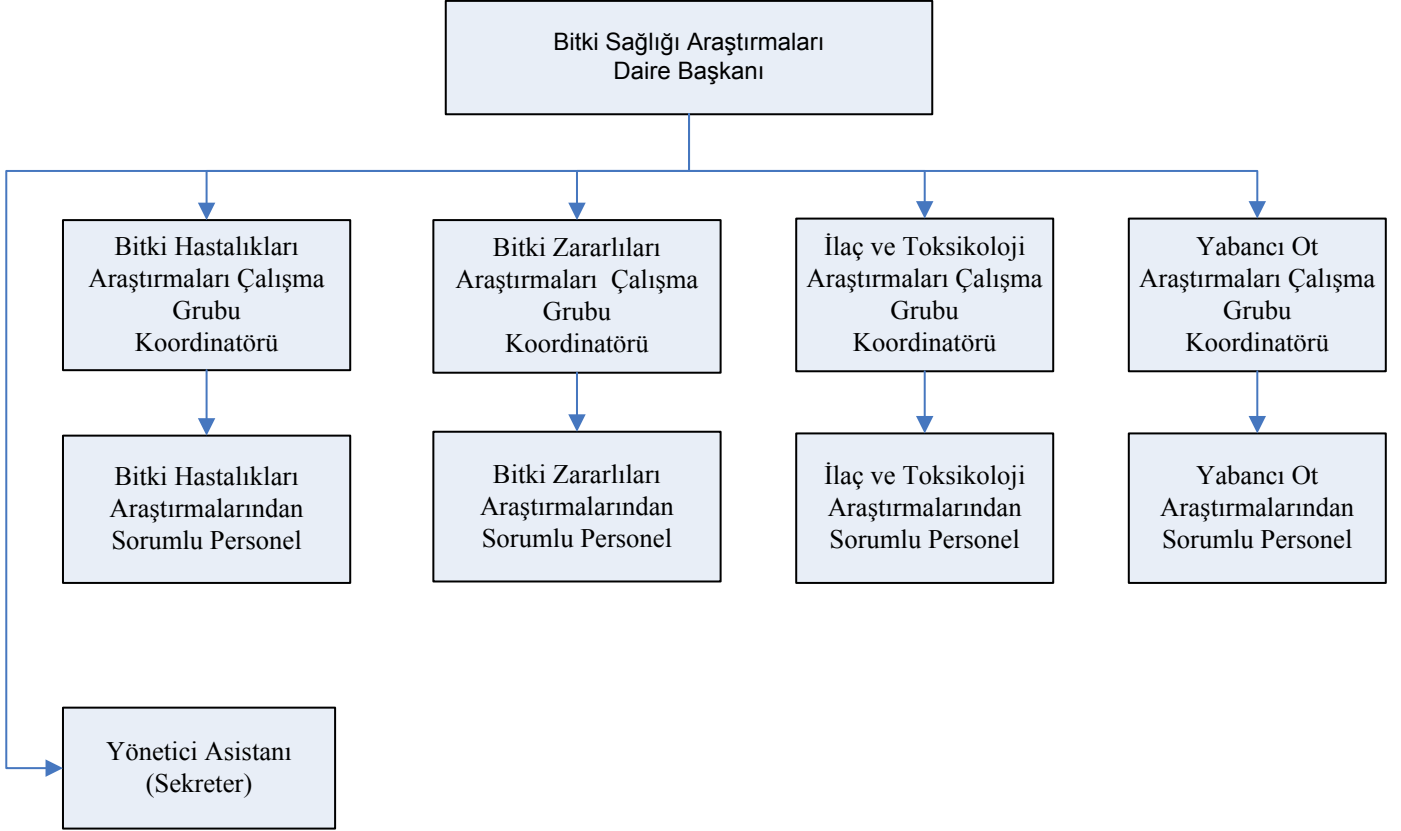 Bitki Sağlığı Araştırmaları
Daire Başkanı
Bitki Hastalıkları
Araştırmaları Çalışma
Grubu
Koordinatörü
Bitki Zararlıları
Araştırmaları Çalışma
Grubu
Koordinatörü
İlaç ve Toksikoloji
Araştırmaları Çalışma
Grubu
Koordinatörü
Yabancı Ot
Araştırmaları Çalışma
Grubu
Koordinatörü
Bitki Hastalıkları
Araştırmalarından
Sorumlu Personel
Bitki Zararlıları
Araştırmalarından
Sorumlu Personel
İlaç ve Toksikoloji
Araştırmalarından
Sorumlu Personel
Yabancı Ot
Araştırmalarından
Sorumlu Personel
Yönetici Asistanı
(Sekreter)